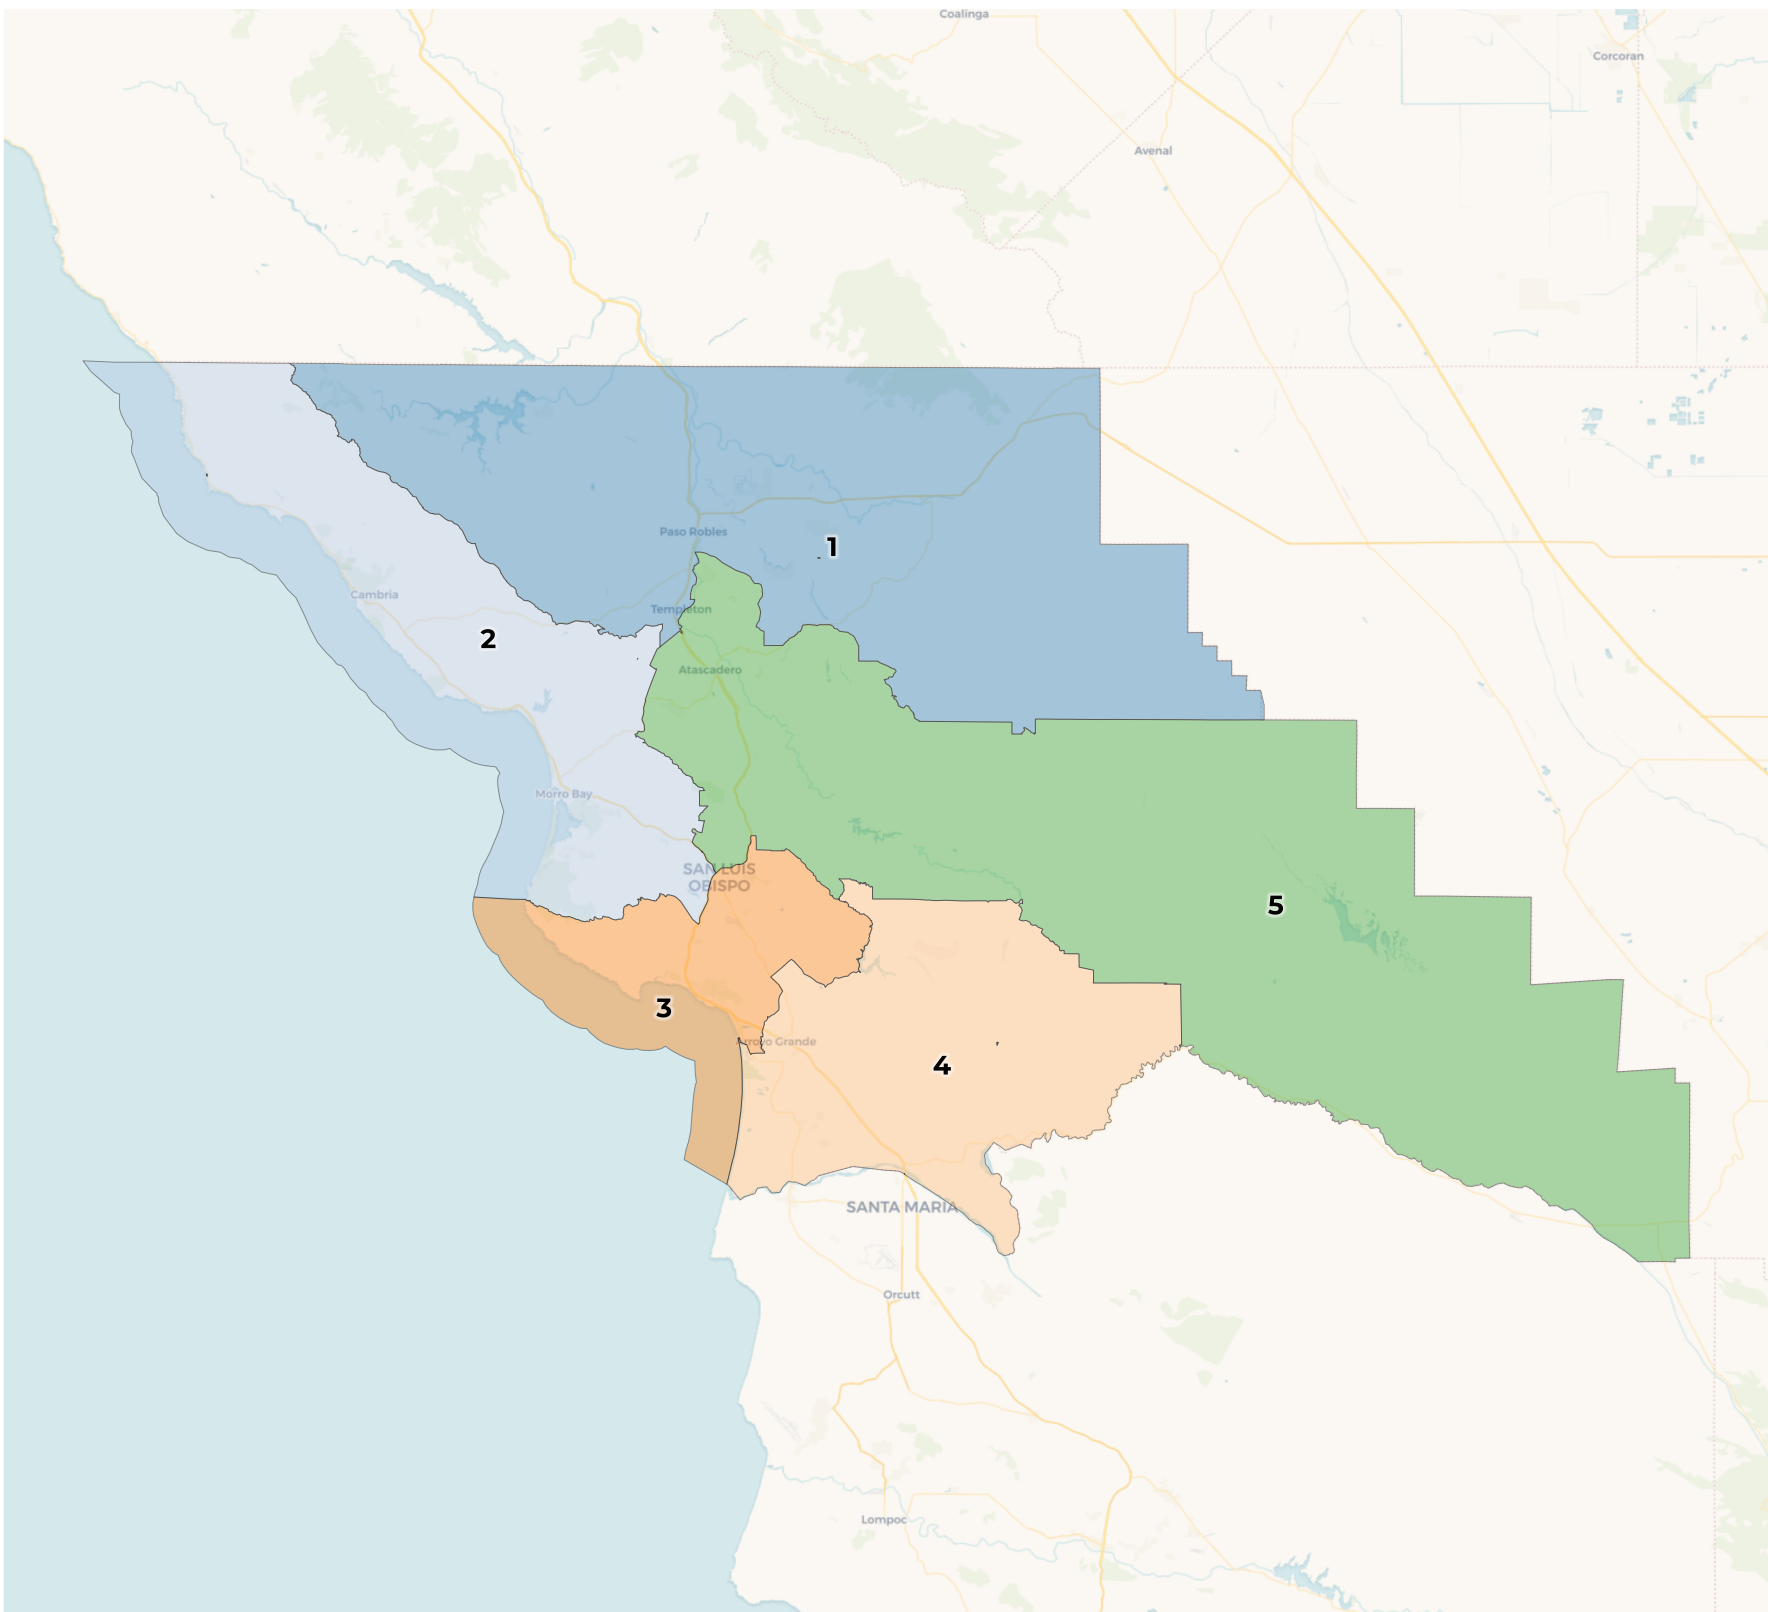 Coalinga
Corcoran
Avenal
Paso Robles
1
Cambria
Templeton
2
Atascadero
Morro Bay
SAN LUIS
OBISPO
5
3
Arroyo Grande
4
SANTA MARIA
Orcutt
Lompoc